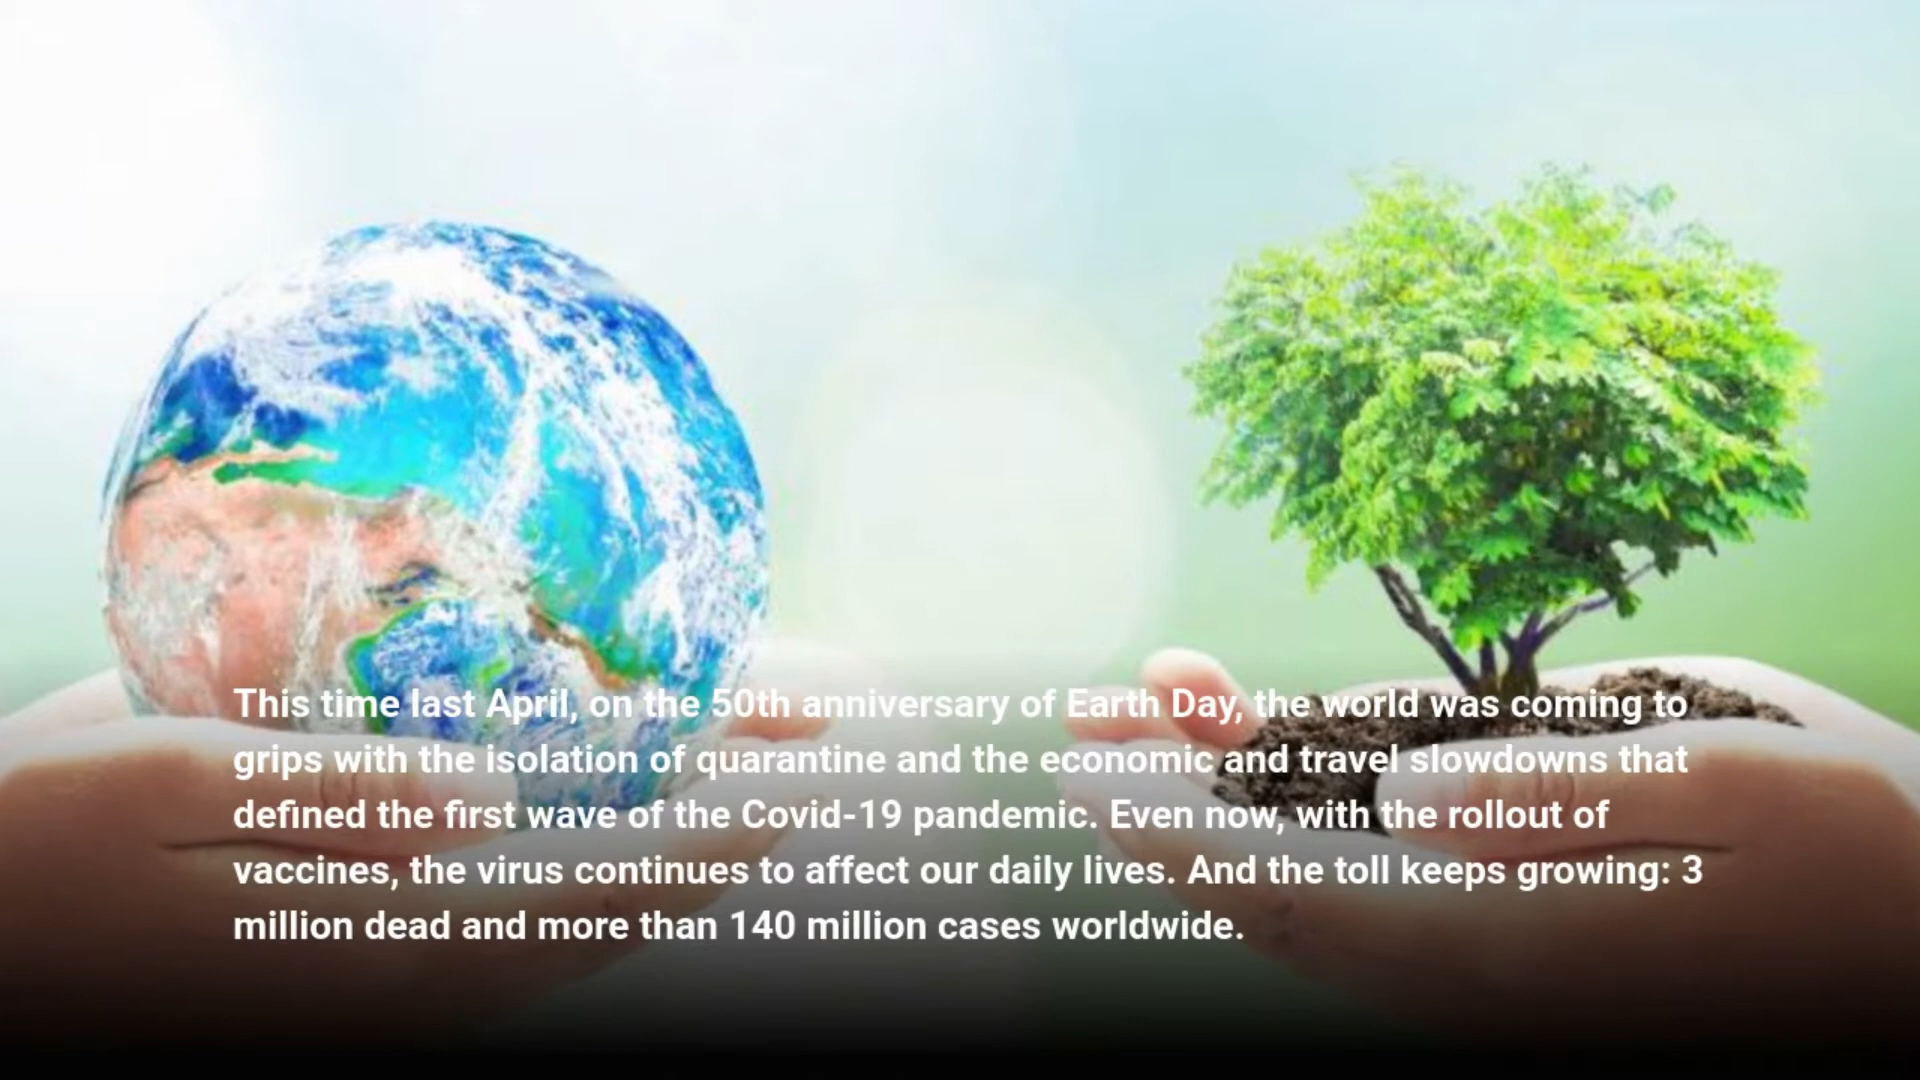 This time last April, on the 50th anniversary of Earth Day, the world was coming to
grips with the isolation of quarantine and the economic and travel slowdowns that
defined the first wave of the Covid-19 pandemic. Even now, with the rollout of
vaccines, the virus continues to affect our daily lives. And the toll keeps growing: 3
million dead and more than 140 million cases worldwide.